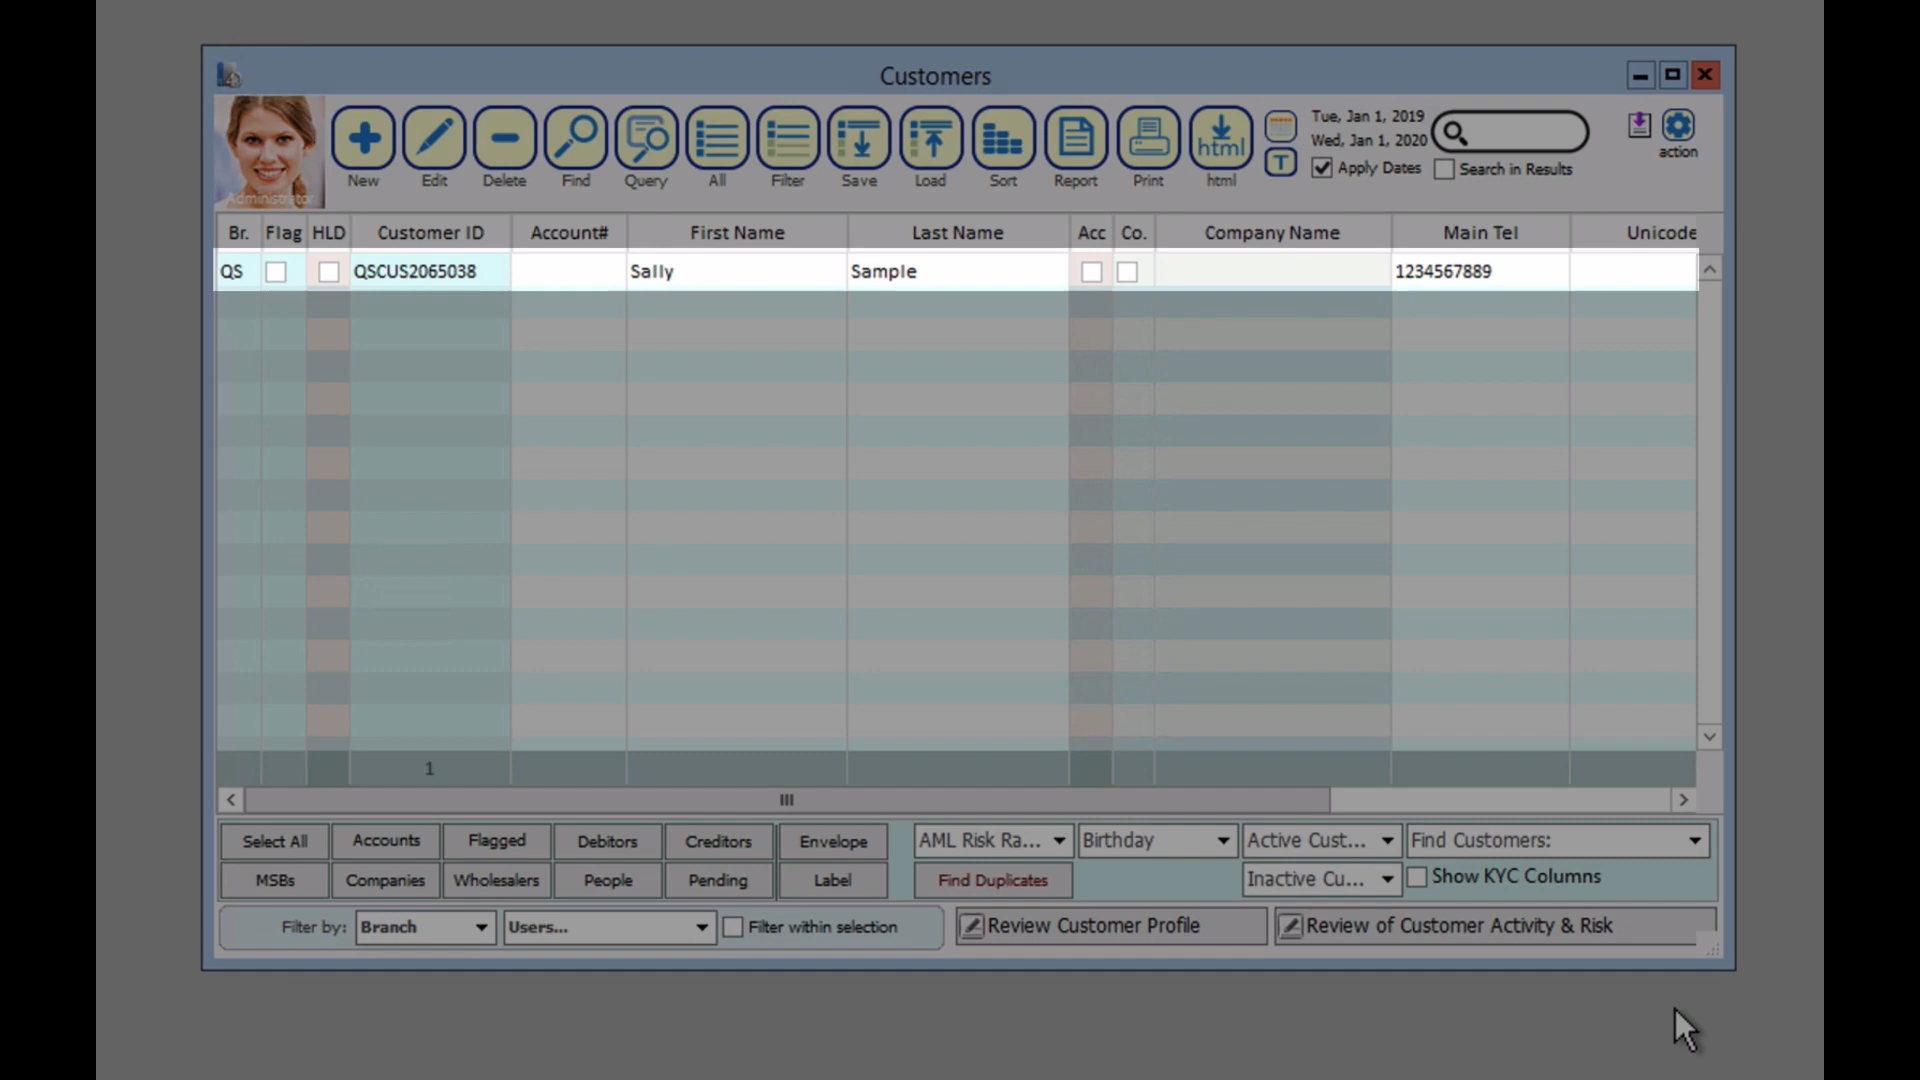 Customers
Administrator
New
Edit
Delete
Find
Query
All
Filter
Save
Load
Sort
Report
Print
html
html
T
Tue, Jan 1, 2019
Wed, Jan 1, 2020
Apply Dates
Search in Results
action
Br. Flag HLD Customer ID Account# First Name Last Name Acc Co. Company Name Main Tel Unicode
QS QSCUS2065038 Sally Sample 1234567889
1
Select All Accounts Flagged Debitors Creditors Envelope AML Risk Ra... Birthday Active Cust... Find Customers:
MSBs Companies Wholesalers People Pending Label Find Duplicates Inactive Cu... Show KYC Columns
Filter by: Branch Users... Filter within selection Review Customer Profile Review of Customer Activity & Risk